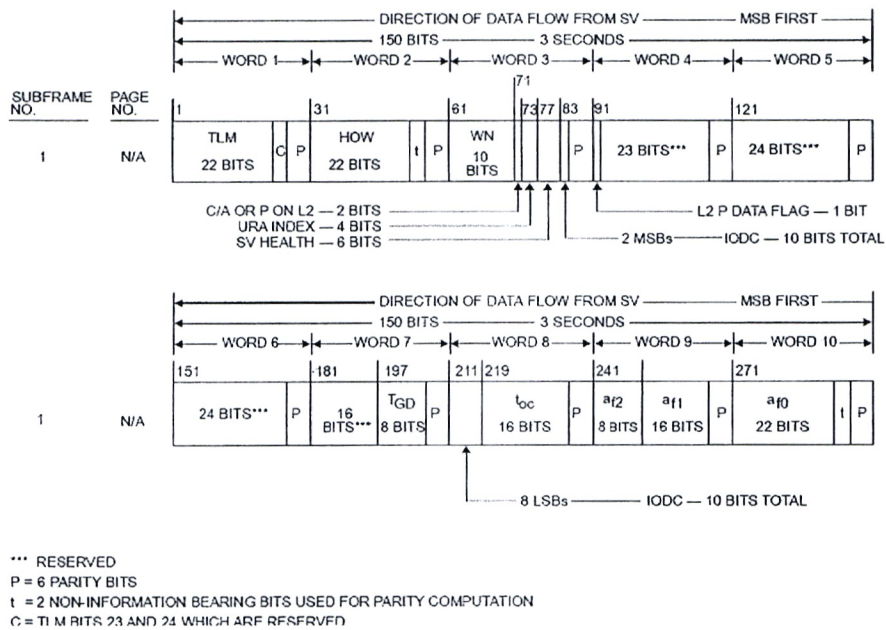 DIRECTION OF DATA FLOW FROM SV MSB FIRST
150 BITS 3 SECONDS
WORD 1 WORD 2 WORD 3 WORD 4 WORD 5
71
SUBFRAME NO. PAGE NO. 1 31 61 73 77 83 91 121
1 N/A TLM 22 BITS C P HOW 22 BITS t P WN 10 BITS P 23 BITS*** P 24 BITS*** P
C/A OR P ON L2 — 2 BITS L2 P DATA FLAG — 1 BIT
URA INDEX — 4 BITS
SV HEALTH — 6 BITS 2 MSBs IODC — 10 BITS TOTAL
DIRECTION OF DATA FLOW FROM SV MSB FIRST
150 BITS 3 SECONDS
WORD 6 WORD 7 WORD 8 WORD 9 WORD 10
151 181 197 211 219 241 271
1 N/A 24 BITS*** P 16 BITS*** TGD 8 BITS P toc 16 BITS P af2 8 BITS af1 16 BITS P af0 22 BITS t P
8 LSBs IODC — 10 BITS TOTAL
*** RESERVED
P = 6 PARITY BITS
t = 2 NON-INFORMATION BEARING BITS USED FOR PARITY COMPUTATION
C = TLM BITS 23 AND 24 WHICH ARE RESERVED